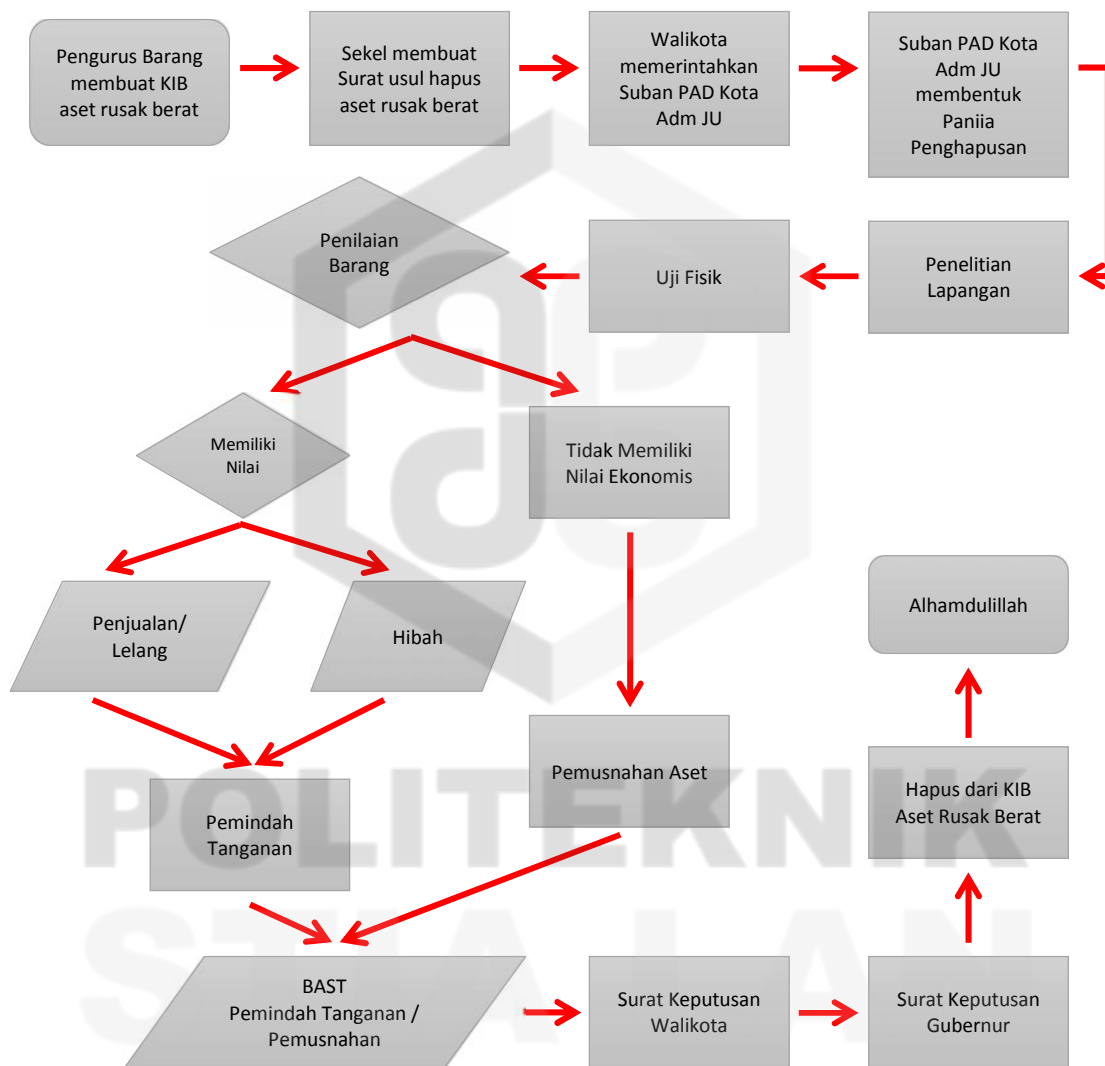 Pengurus Barang
membuat KIB
aset rusak berat
Sekel membuat
Surat usul hapus
aset rusak berat
Walikota
memerintahkan
Suban PAD Kota
Adm JU
Suban PAD Kota
Adm JU
membentuk
Paniia
Penghapusan
Penilaian
Barang
Uji Fisik
Penelitian
Lapangan
Memiliki
Nilai
Tidak Memiliki
Nilai Ekonomis
Penjualan/
Lelang
Hibah
Alhamdulillah
Pemindah
Tanganan
Pemusnahan Aset
Hapus dari KIB
Aset Rusak Berat
BAST
Pemindah Tanganan /
Pemusnahan
Surat Keputusan
Walikota
Surat Keputusan
Gubernur
POLITEKNIK
STIA LAN